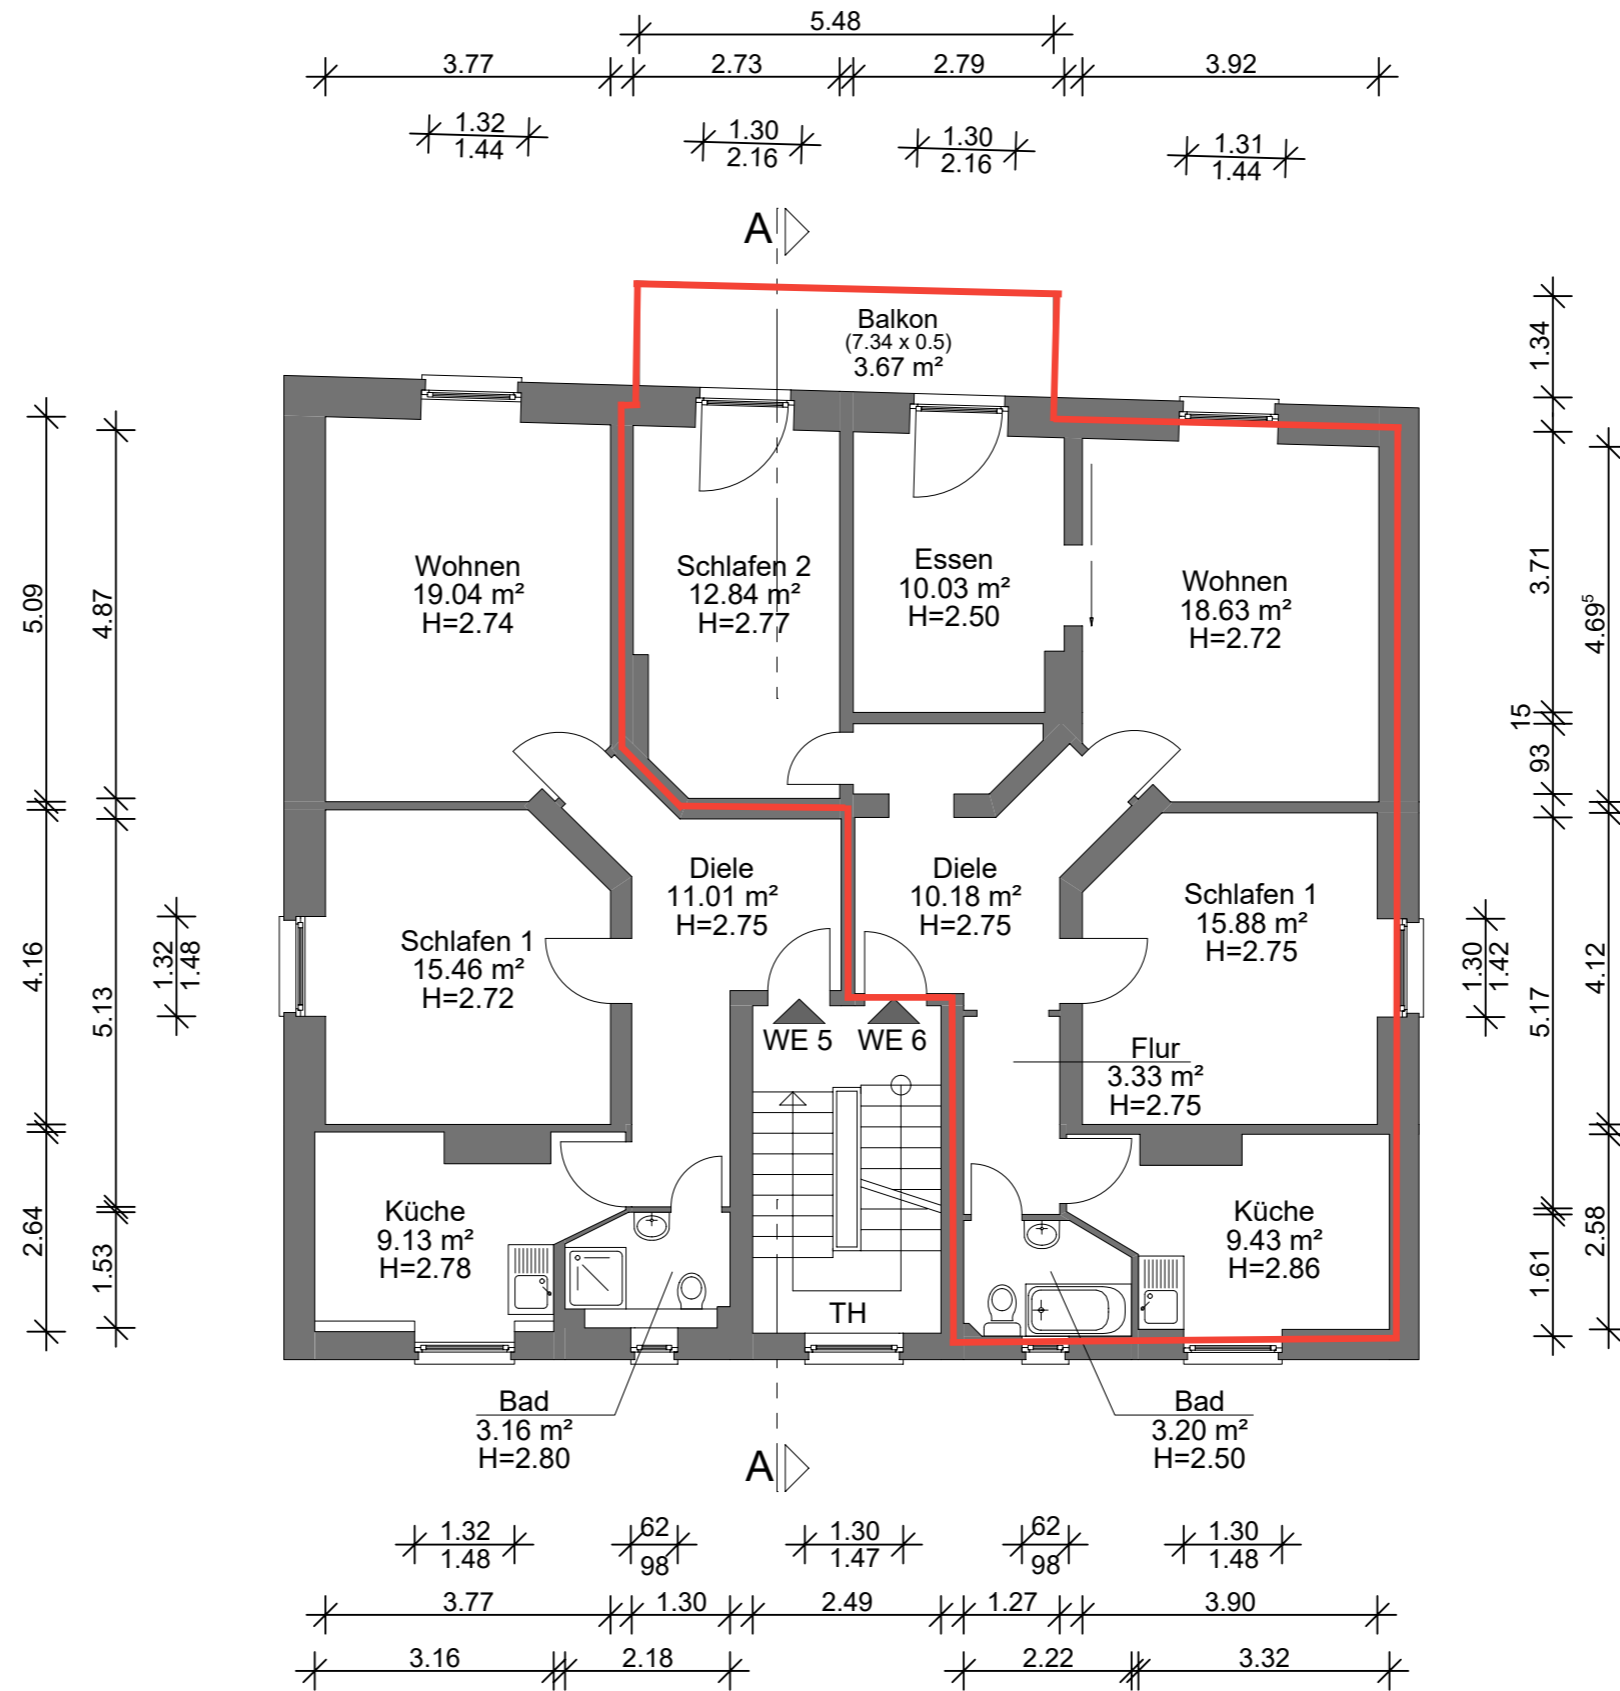 5.48
3.77
2.73
2.79
3.92
1.32
1.44
1.30
2.16
1.30
2.16
1.31
1.44
A
Balkon
(7.34 x 0.5)
3.67 m²
1.34
5.09
4.87
3.71
4.69⁵
Wohnen
19.04 m²
H=2.74
Schlafen 2
12.84 m²
H=2.77
Essen
10.03 m²
H=2.50
Wohnen
18.63 m²
H=2.72
15
93
Diele
11.01 m²
H=2.75
Diele
10.18 m²
H=2.75
Schlafen 1
15.88 m²
H=2.75
Schlafen 1
15.46 m²
H=2.72
4.16
5.13
1.32
1.48
1.30
1.42
5.17
4.12
WE 5
WE 6
Flur
3.33 m²
H=2.75
Küche
9.13 m²
H=2.78
Küche
9.43 m²
H=2.86
2.64
1.53
1.61
2.58
TH
Bad
3.16 m²
H=2.80
Bad
3.20 m²
H=2.50
A
1.32
1.48
62
98
1.30
1.47
62
98
1.30
1.48
3.77
1.30
2.49
1.27
3.90
3.16
2.18
2.22
3.32